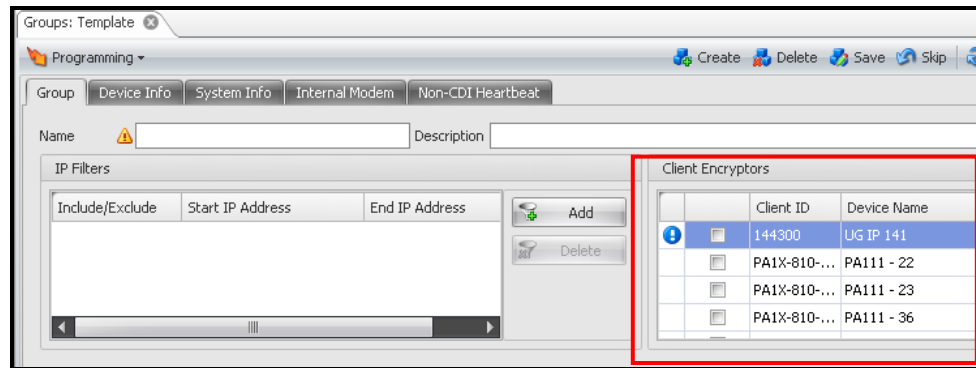 Groups: Template
Programming Create Delete Save Skip
Group Device Info System Info Internal Modem Non-CDI Heartbeat
Name Description
IP Filters Client Encryptors
Include/Exclude Start IP Address End IP Address Add Client ID Device Name
144300 UG IP 141
Delete PA1X-810-... PA111 - 22
PA1X-810-... PA111 - 23
PA1X-810-... PA111 - 36